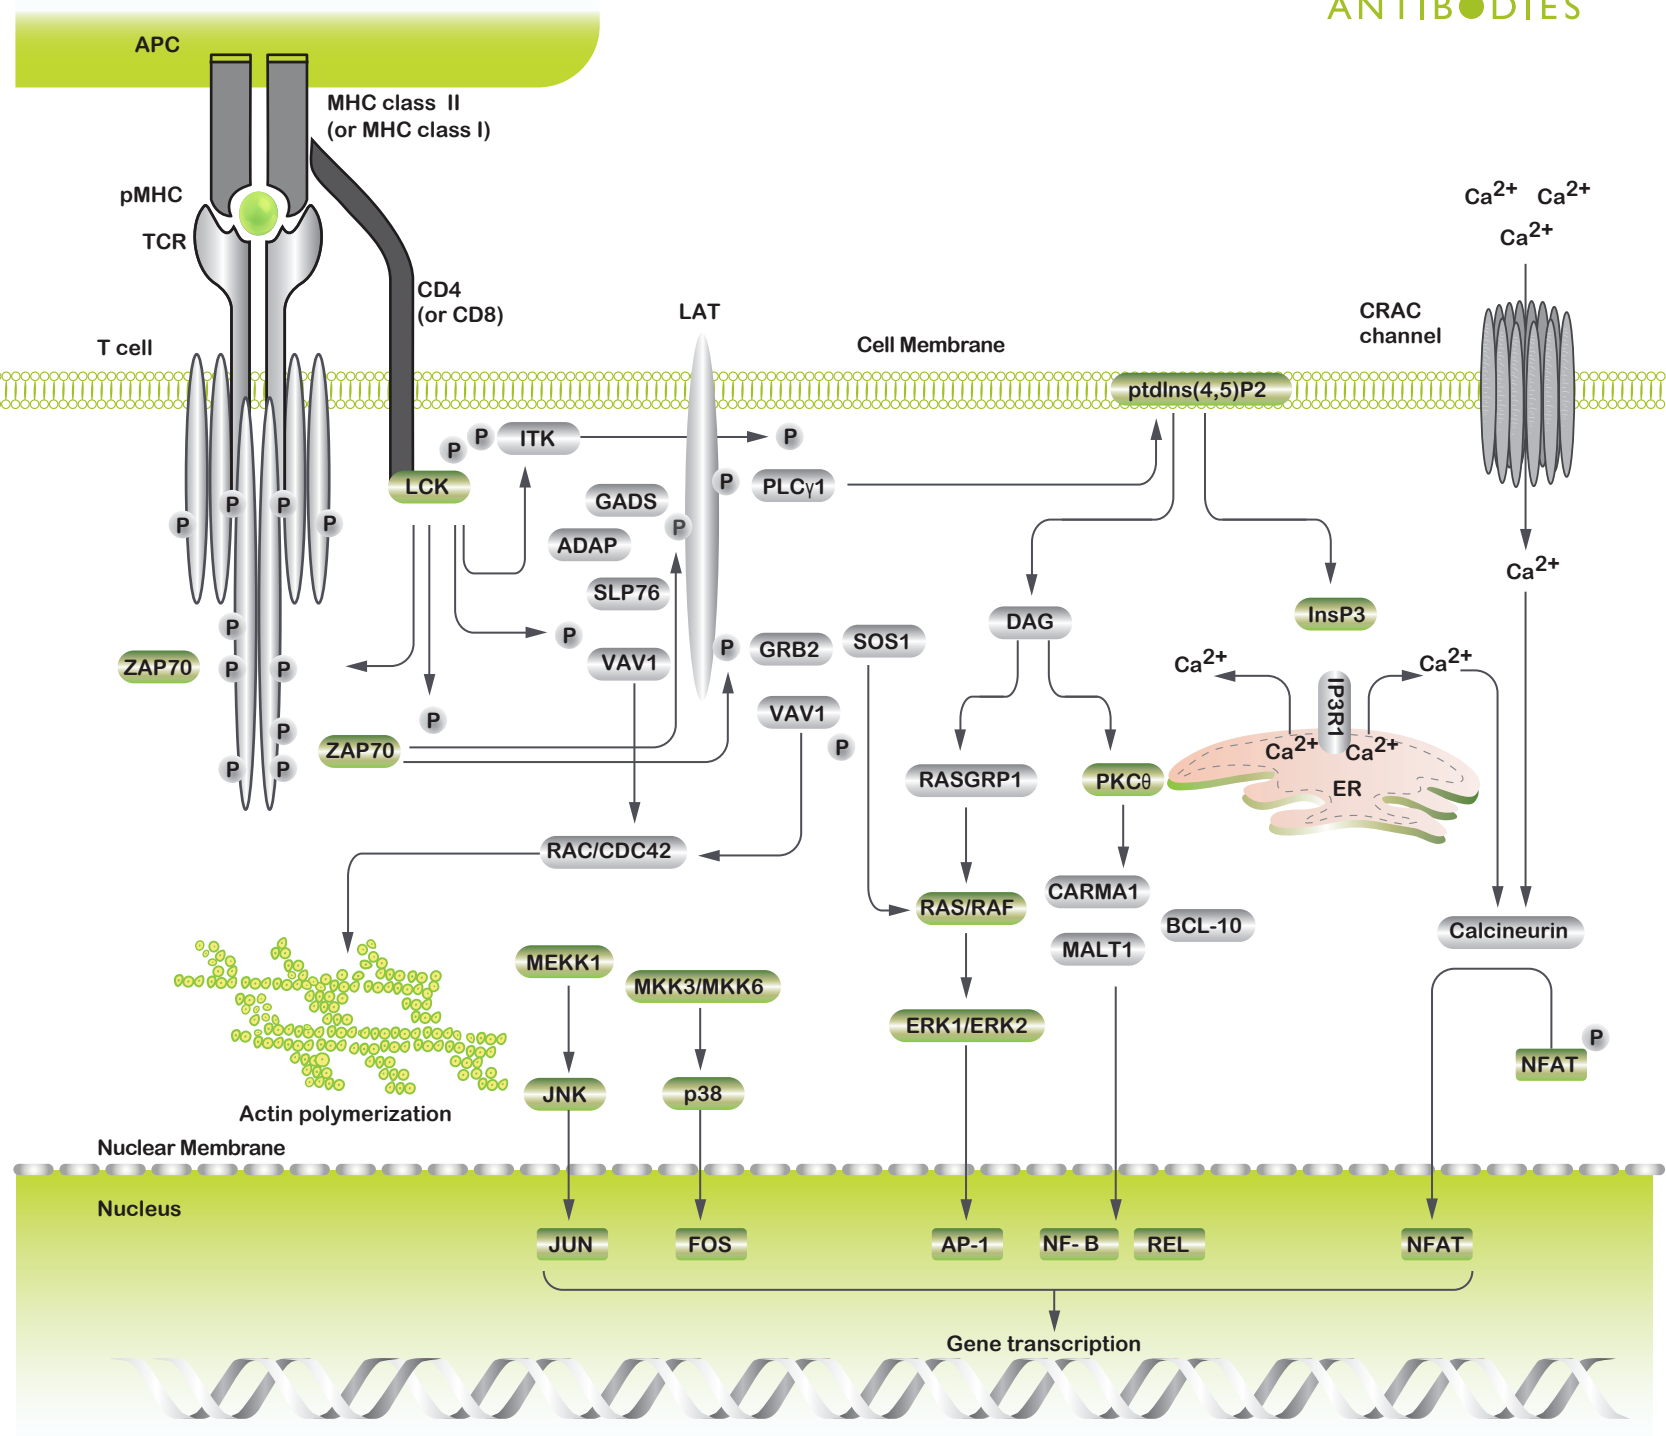 ANTIBODIES
APC
MHC class II
(or MHC class I)
pMHC
TCR
Ca2+ Ca2+
Ca2+
CD4
(or CD8)
LAT
CRAC
channel
T cell
Cell Membrane
ptdIns(4,5)P2
P
P
ITK
P
LCK
P
PLCγ1
GADS
P
P
P
P
P
ADAP
Ca2+
SLP76
DAG
InsP3
P
P
VAV1
P
GRB2
SOS1
ZAP70
P
P
Ca2+
IP3R1
Ca2+
VAV1
P
P
P
P
P
ZAP70
Ca2+
Ca2+
ER
RASGRP1
PKCθ
RAC/CDC42
CARMA1
RAS/RAF
BCL-10
MALT1
Calcineurin
MEKK1
MKK3/MKK6
ERK1/ERK2
P
NFAT
JNK
p38
Actin polymerization
Nuclear Membrane
Nucleus
JUN
FOS
AP-1
NF- B
REL
NFAT
Gene transcription